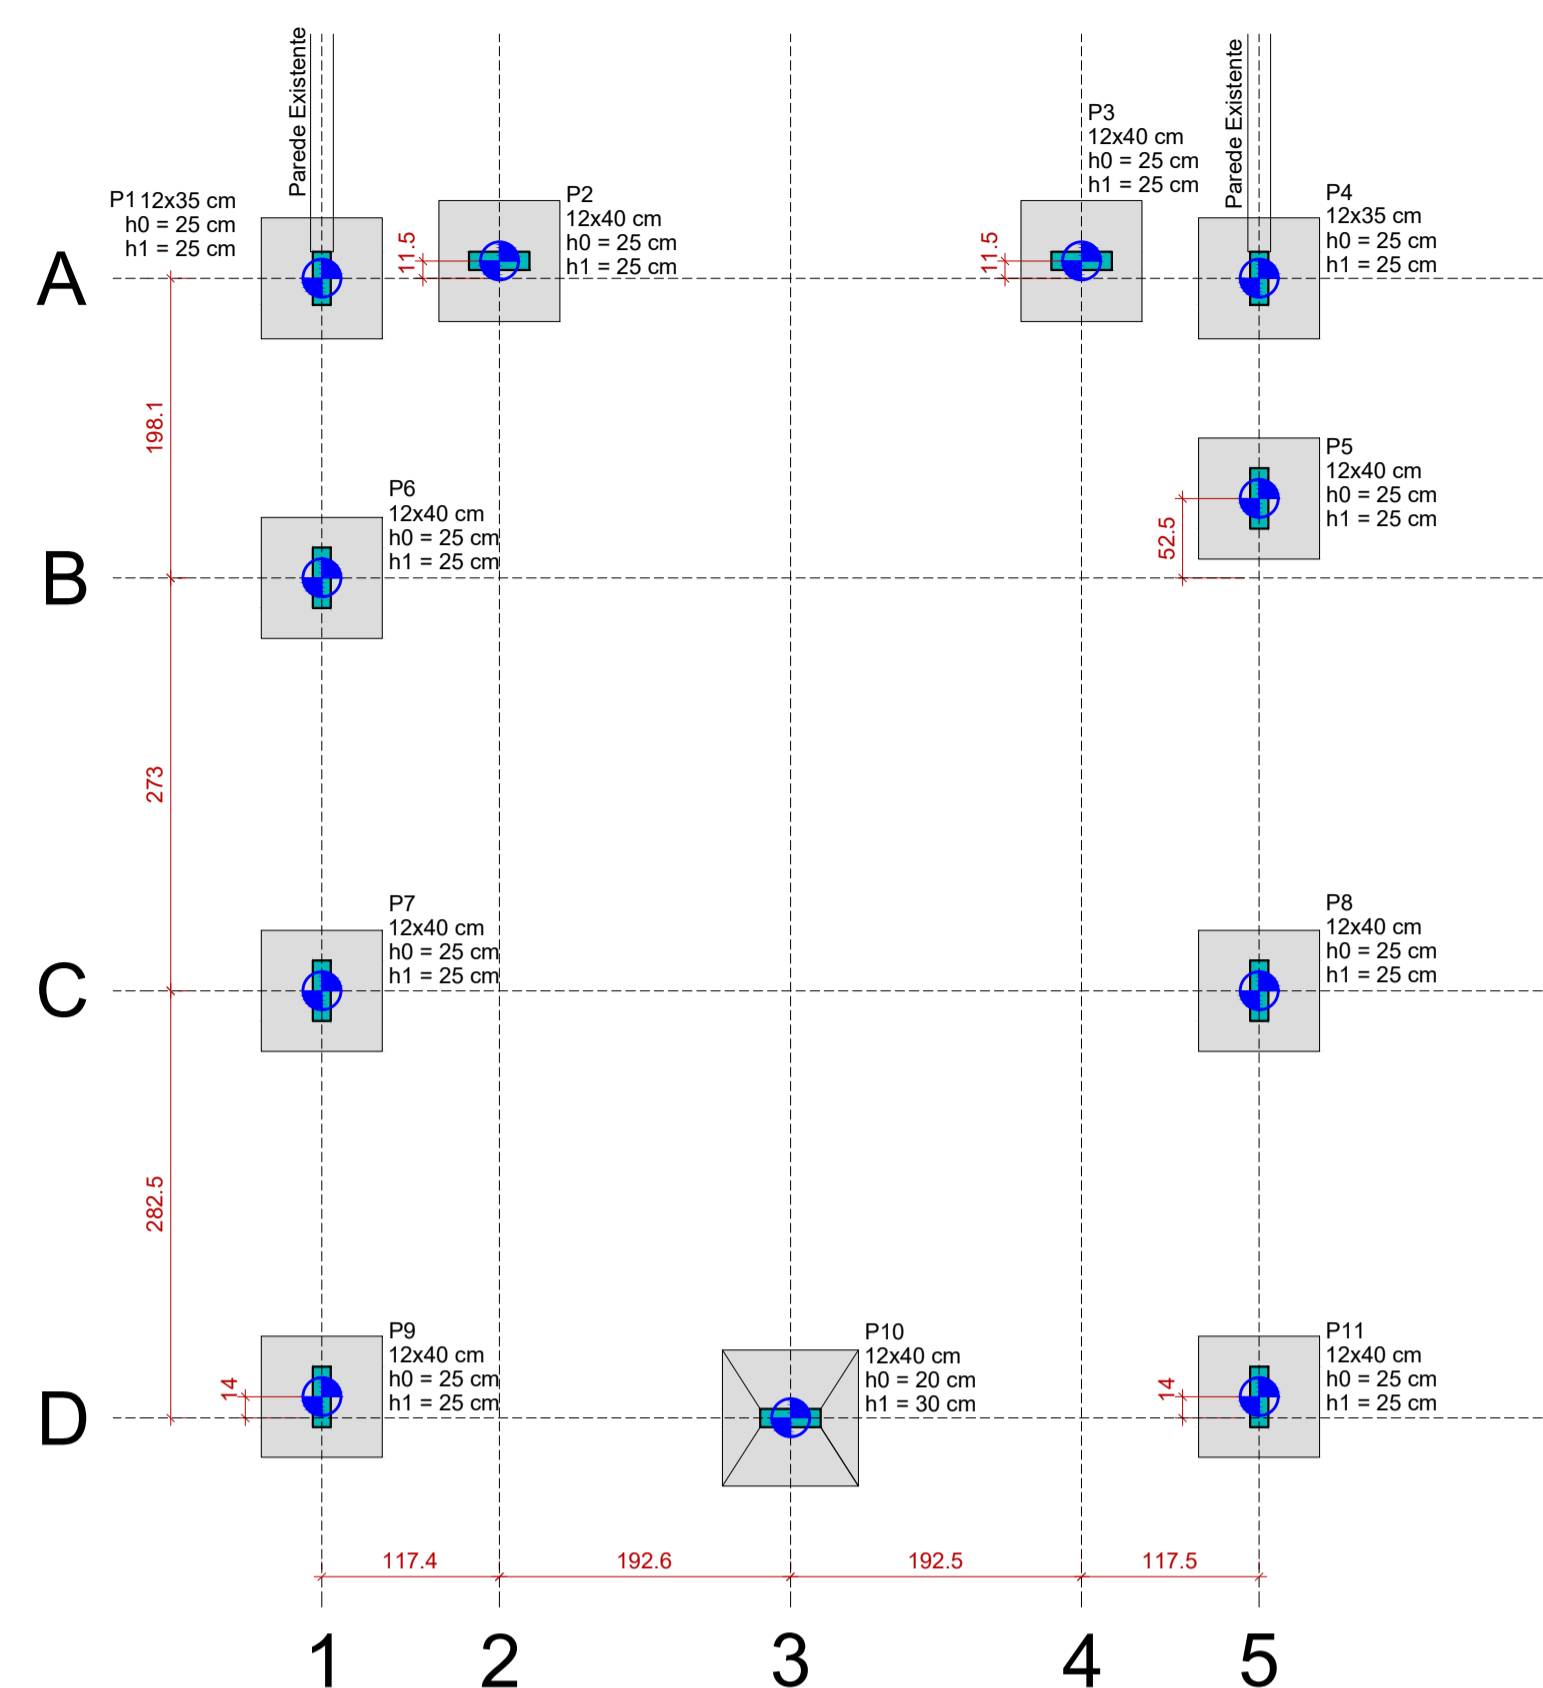 Parede Existente
Parede Existente
P1 12x35 cm
h0 = 25 cm
h1 = 25 cm
P2
12x40 cm
h0 = 25 cm
h1 = 25 cm
P3
12x40 cm
h0 = 25 cm
h1 = 25 cm
P4
12x35 cm
h0 = 25 cm
h1 = 25 cm
11.5
11.5
A
198.1
P5
12x40 cm
h0 = 25 cm
h1 = 25 cm
52.5
P6
12x40 cm
h0 = 25 cm
h1 = 25 cm
B
273
P7
12x40 cm
h0 = 25 cm
h1 = 25 cm
P8
12x40 cm
h0 = 25 cm
h1 = 25 cm
C
282.5
P9
12x40 cm
h0 = 25 cm
h1 = 25 cm
14
P10
12x40 cm
h0 = 20 cm
h1 = 30 cm
P11
12x40 cm
h0 = 25 cm
h1 = 25 cm
14
D
117.4
192.6
192.5
117.5
1
2
3
4
5